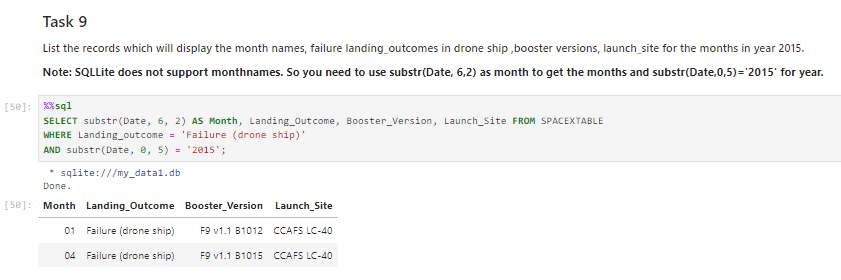 Task 9
List the records which will display the month names, failure landing_outcomes in drone ship ,booster versions, launch_site for the months in year 2015.
Note: SQLLite does not support monthnames. So you need to use substr(Date, 6,2) as month to get the months and substr(Date,0,5)='2015' for year.
[50]: %%sql
SELECT substr(Date, 6, 2) AS Month, Landing_Outcome, Booster_Version, Launch_Site FROM SPACEXTABLE
WHERE Landing_outcome = 'Failure (drone ship)'
AND substr(Date, 0, 5) = '2015';
* sqlite:///my_data1.db
Done.
[50]: Month Landing_Outcome Booster_Version Launch_Site
01 Failure (drone ship) F9 v1.1 B1012 CCAFS LC-40
04 Failure (drone ship) F9 v1.1 B1015 CCAFS LC-40